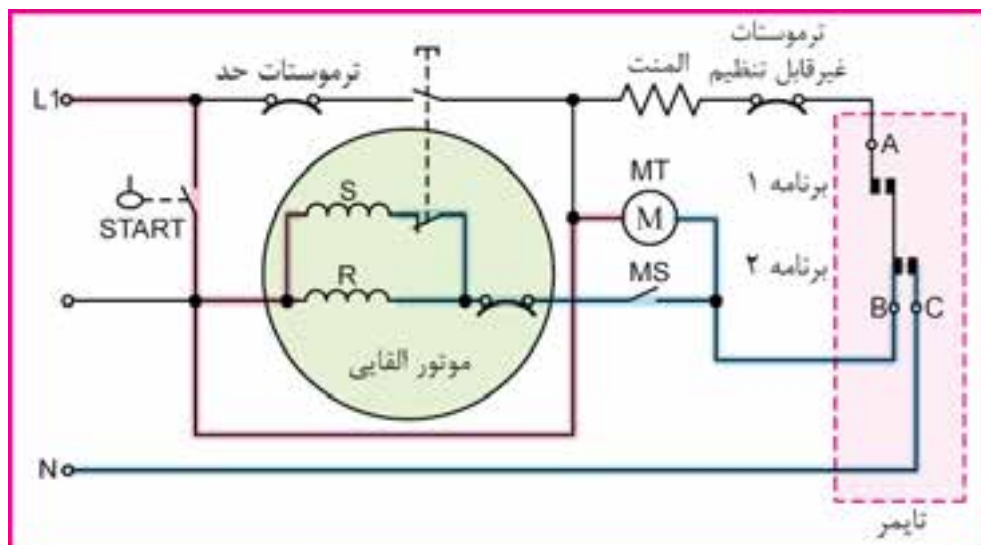 ترموستات
غیرقابل تنظیم
المنت
ترموستات حد
L1
A
MT
برنامه ۱
M
S
START
برنامه ۲
MS
R
B
C
موتور القایی
N
تایمر